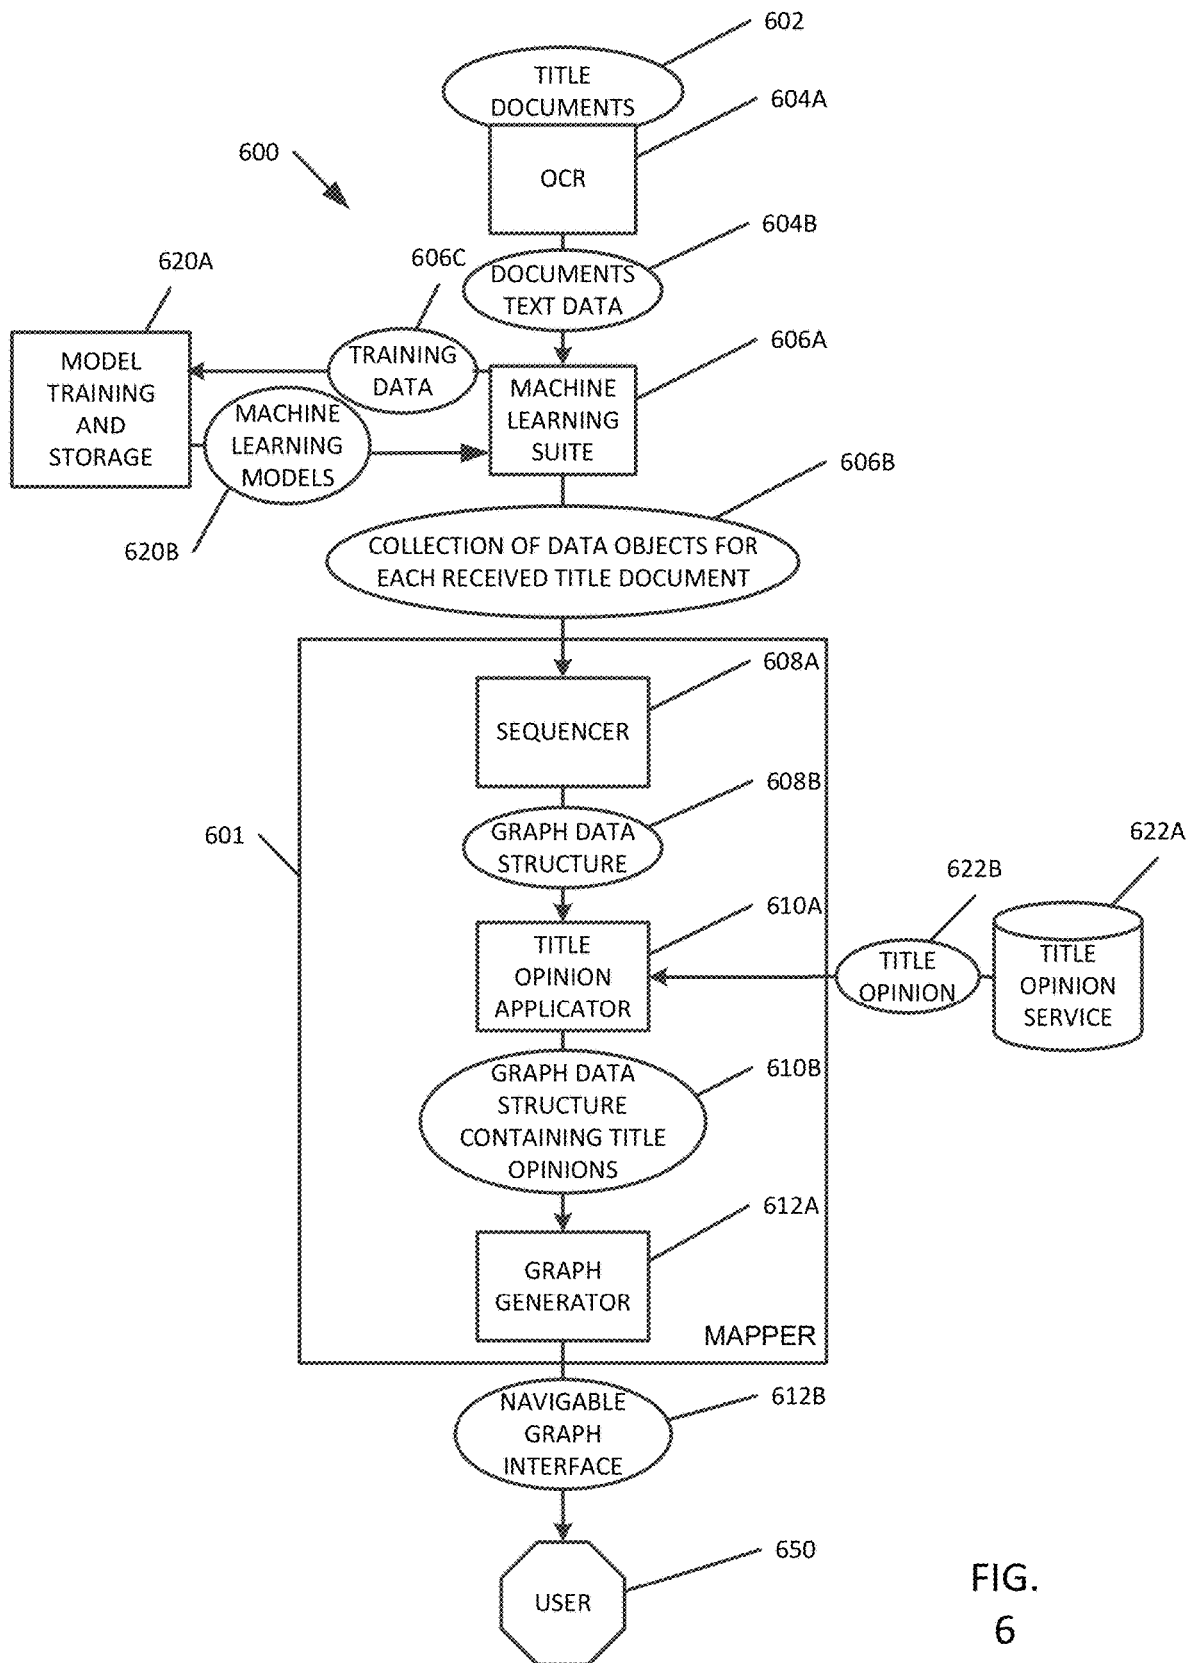 602
TITLE
DOCUMENTS
604A
600
OCR
604B
620A
606C
DOCUMENTS
TEXT DATA
606A
MODEL
TRAINING
AND
STORAGE
TRAINING
DATA
MACHINE
LEARNING
SUITE
MACHINE
LEARNING
MODELS
606B
620B
COLLECTION OF DATA OBJECTS FOR
EACH RECEIVED TITLE DOCUMENT
608A
SEQUENCER
608B
601
GRAPH DATA
STRUCTURE
622A
622B
610A
TITLE
OPINION
APPLICATOR
TITLE
OPINION
TITLE
OPINION
SERVICE
610B
GRAPH DATA
STRUCTURE
CONTAINING TITLE
OPINIONS
612A
GRAPH
GENERATOR
MAPPER
612B
NAVIGABLE
GRAPH
INTERFACE
650
USER
FIG.
6